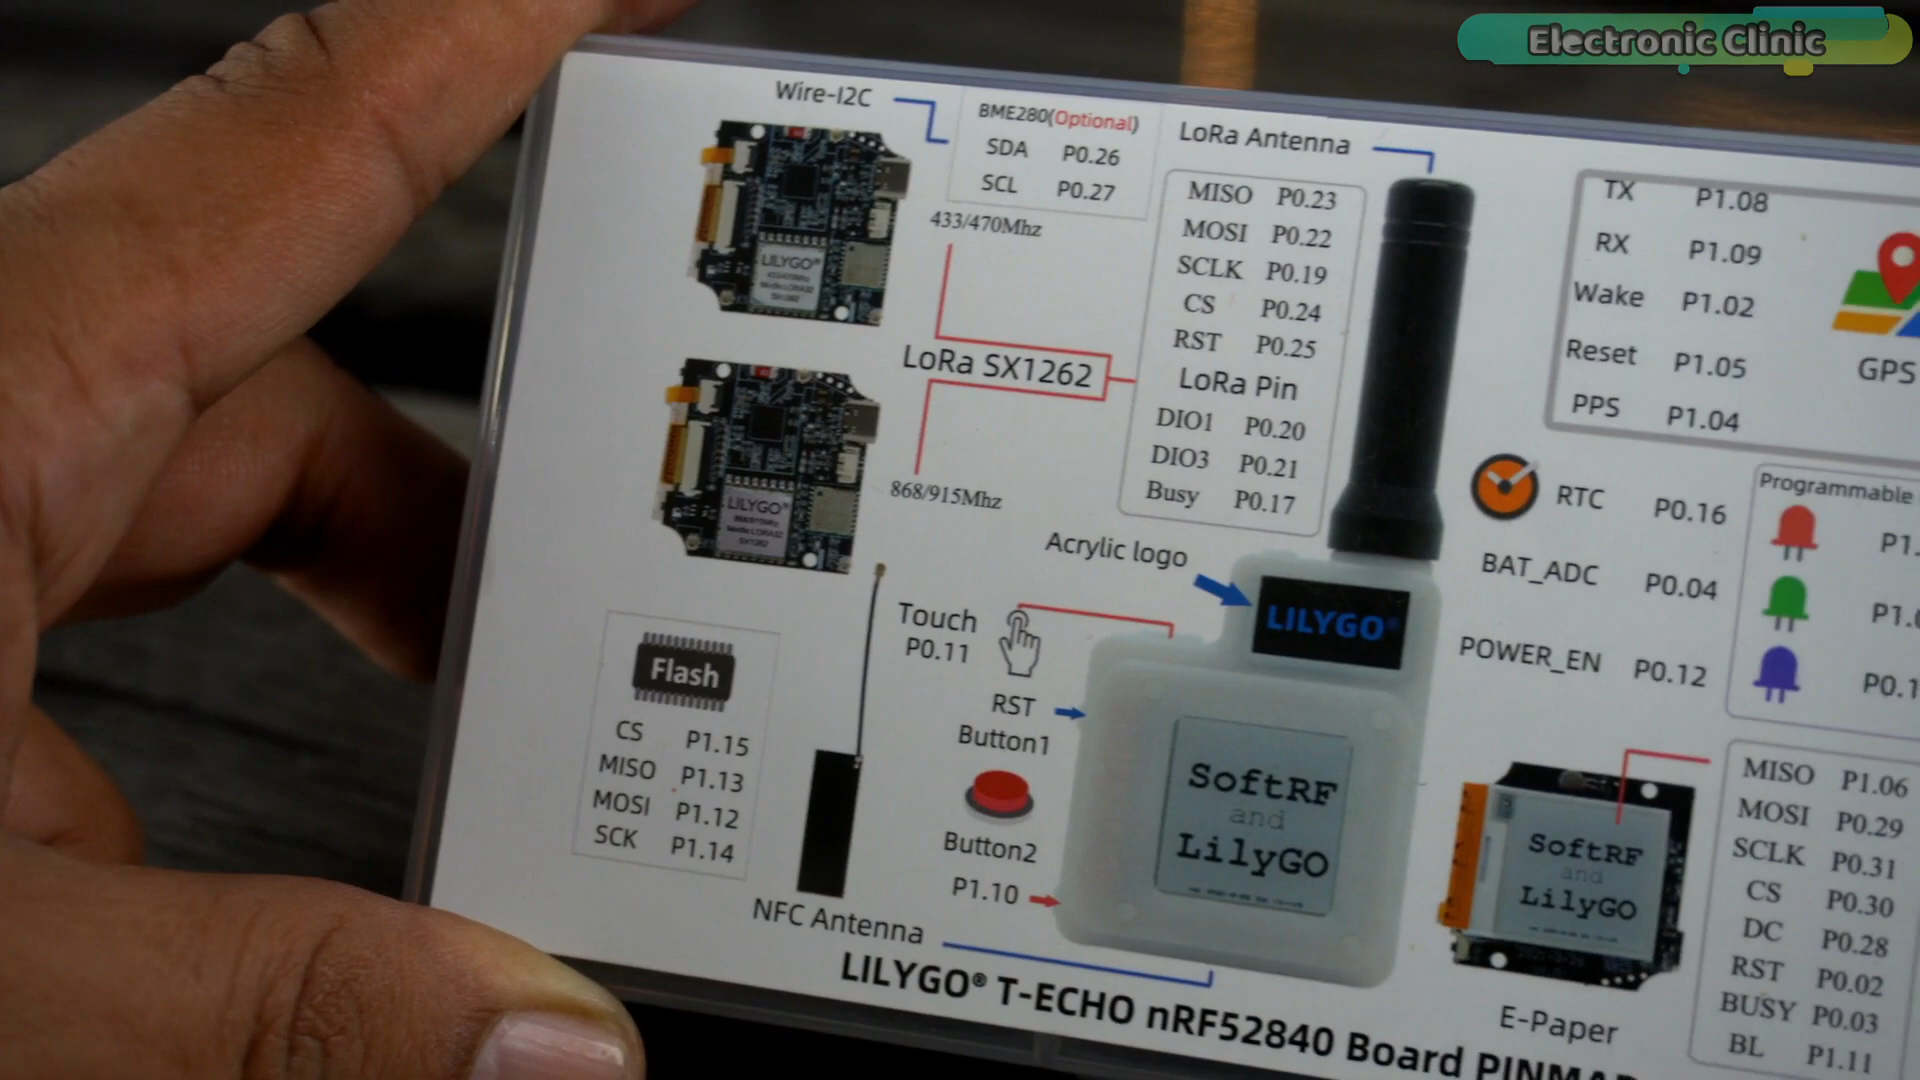 Electronic Clinic
Wire-I2C
BME280(Optional)
SDA P0.26
SCL P0.27
433/470Mhz
LILYGO®
LoRa SX1262
868/915Mhz
LILYGO®
SX1262
LoRa Antenna
MISO P0.23
MOSI P0.22
SCLK P0.19
CS P0.24
RST P0.25
LoRa Pin
DIO1 P0.20
DIO3 P0.21
Busy P0.17
TX P1.08
RX P1.09
Wake P1.02
Reset P1.05
PPS P1.04
GPS
RTC P0.16
BAT_ADC P0.04
POWER_EN P0.12
Programmable
Acrylic logo
LILYGO®
Touch
P0.11
RST
Button1
Button2
P1.10
Flash
CS P1.15
MISO P1.13
MOSI P1.12
SCK P1.14
NFC Antenna
SoftRF
and
LilyGO
SoftRF
and
LilyGO
E-Paper
MISO P1.06
MOSI P0.29
SCLK P0.31
CS P0.30
DC P0.28
RST P0.02
BUSY P0.03
BL P1.11
LILYGO® T-ECHO nRF52840 Board